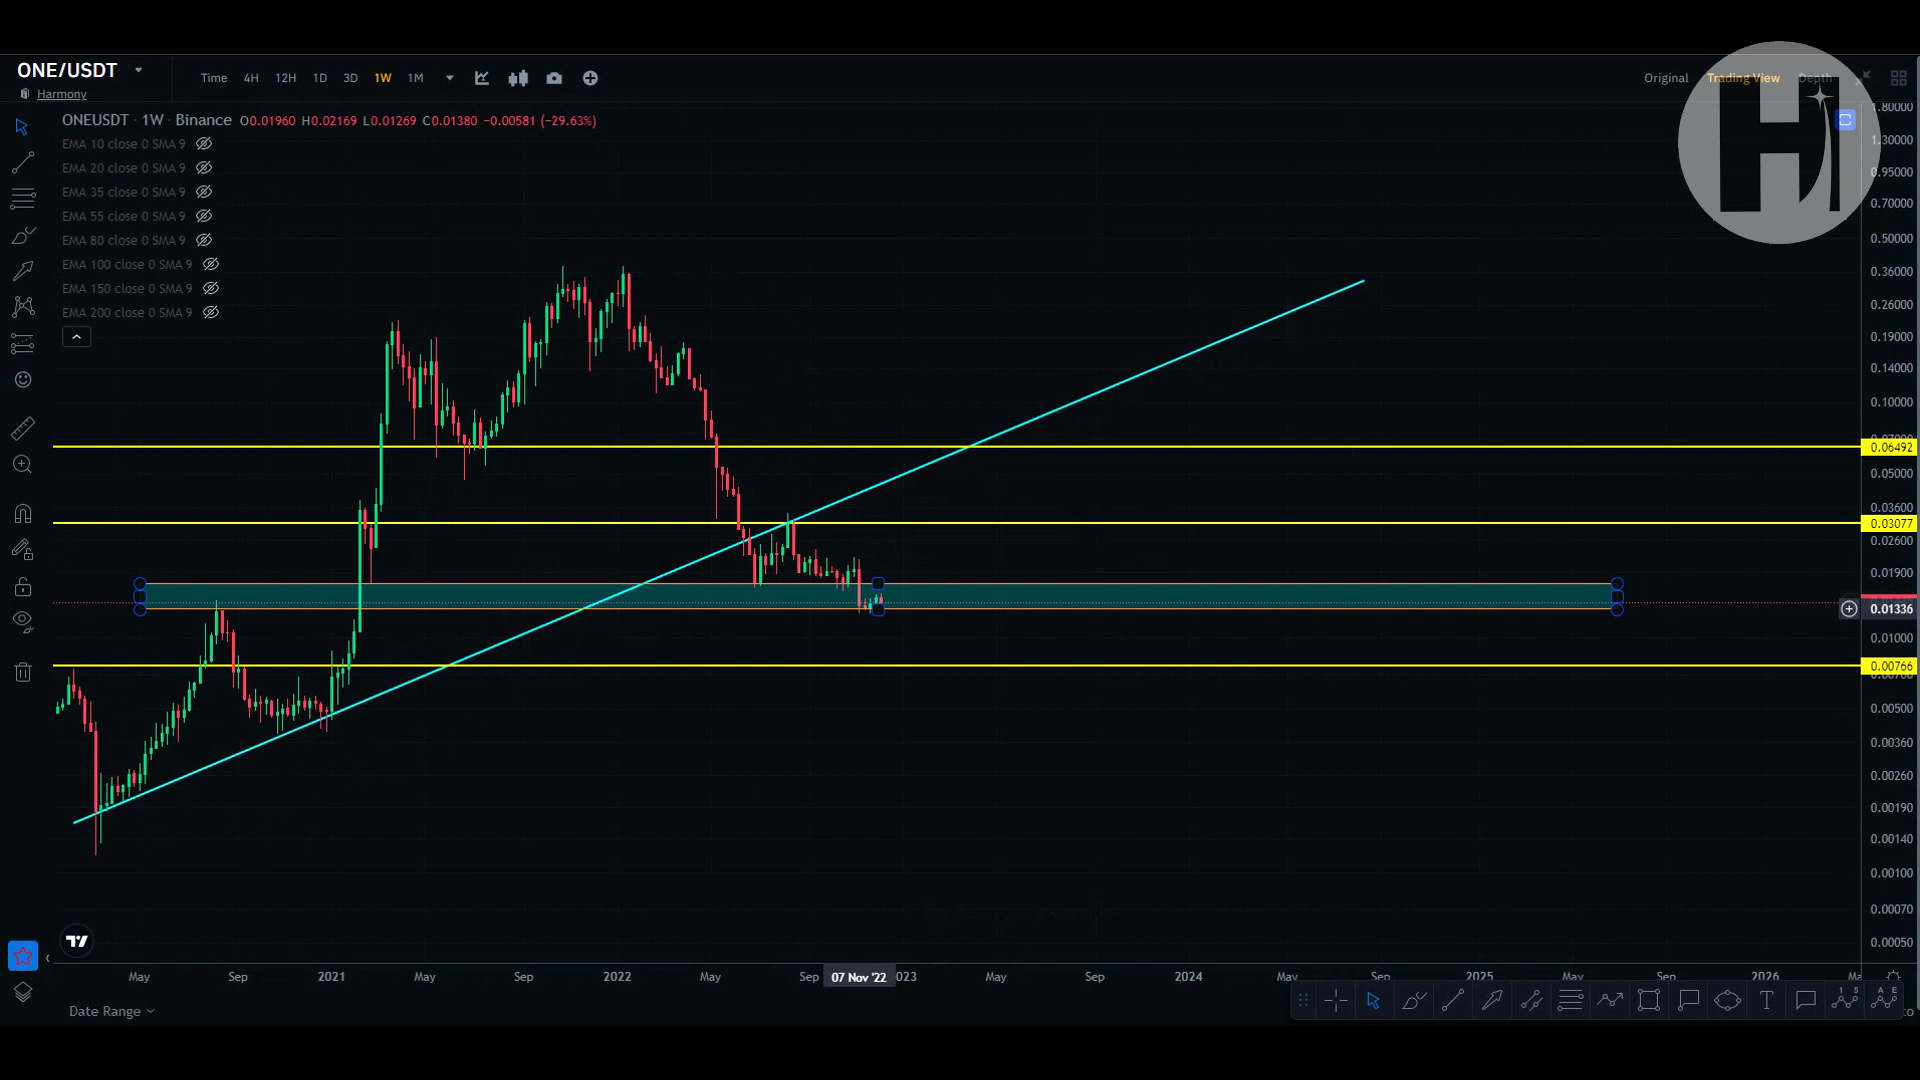 ONE/USDT
Time 4H 12H 1D 3D 1W 1M
Original Trading View Depth
Harmony
ONEUSDT · 1W · Binance O0.01960 H0.02169 L0.01269 C0.01380 −0.00581 (−29.63%)
EMA 10 close 0 SMA 9
EMA 20 close 0 SMA 9
EMA 35 close 0 SMA 9
EMA 55 close 0 SMA 9
EMA 80 close 0 SMA 9
EMA 100 close 0 SMA 9
EMA 150 close 0 SMA 9
EMA 200 close 0 SMA 9
H
1.80000
1.30000
0.95000
0.70000
0.50000
0.36000
0.26000
0.19000
0.14000
0.10000
0.06492
0.05000
0.03600
0.03077
0.02600
0.01900
0.01336
0.01000
0.00766
0.00700
0.00500
0.00360
0.00260
0.00190
0.00140
0.00100
0.00070
0.00050
May Sep 2021 May Sep 2022 May Sep 07 Nov '22 023 May Sep 2024 May Sep 2025 May Sep 2026
Date Range